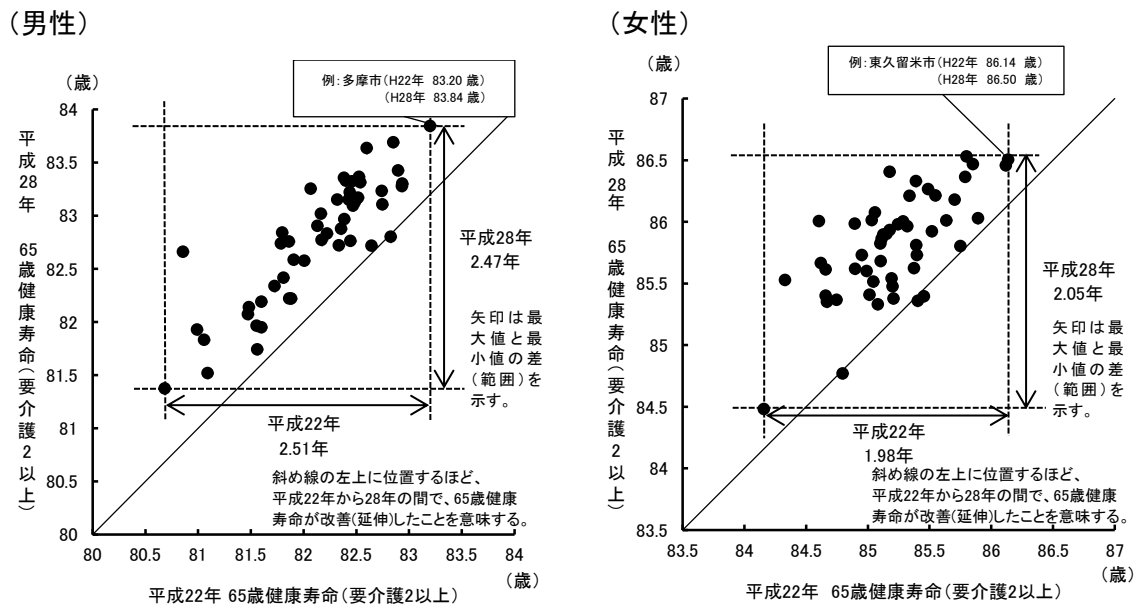 （男性）
（歳）
例：多摩市（H22年 83.20 歳）
（H28年 83.84 歳）
平成28年 65歳健康寿命（要介護2以上）
84
83.5
83
82.5
82
81.5
81
80.5
80
平成28年
2.47年
矢印は最
大値と最
小値の差
（範囲）を
示す。
平成22年
2.51年
斜め線の左上に位置するほど、
平成22年から28年の間で、65歳健康
寿命が改善(延伸)したことを意味する。
80 80.5 81 81.5 82 82.5 83 83.5 84
（歳）
平成22年 65歳健康寿命（要介護2以上）
（女性）
（歳）
例：東久留米市（H22年 86.14 歳）
（H28年 86.50 歳）
平成28年 65歳健康寿命（要介護2以上）
87
86.5
86
85.5
85
84.5
84
83.5
平成28年
2.05年
矢印は最
大値と最
小値の差
（範囲）を
示す。
平成22年
1.98年
斜め線の左上に位置するほど、
平成22年から28年の間で、65歳健康
寿命が改善(延伸)したことを意味する。
83.5 84 84.5 85 85.5 86 86.5 87
（歳）
平成22年 65歳健康寿命（要介護2以上）